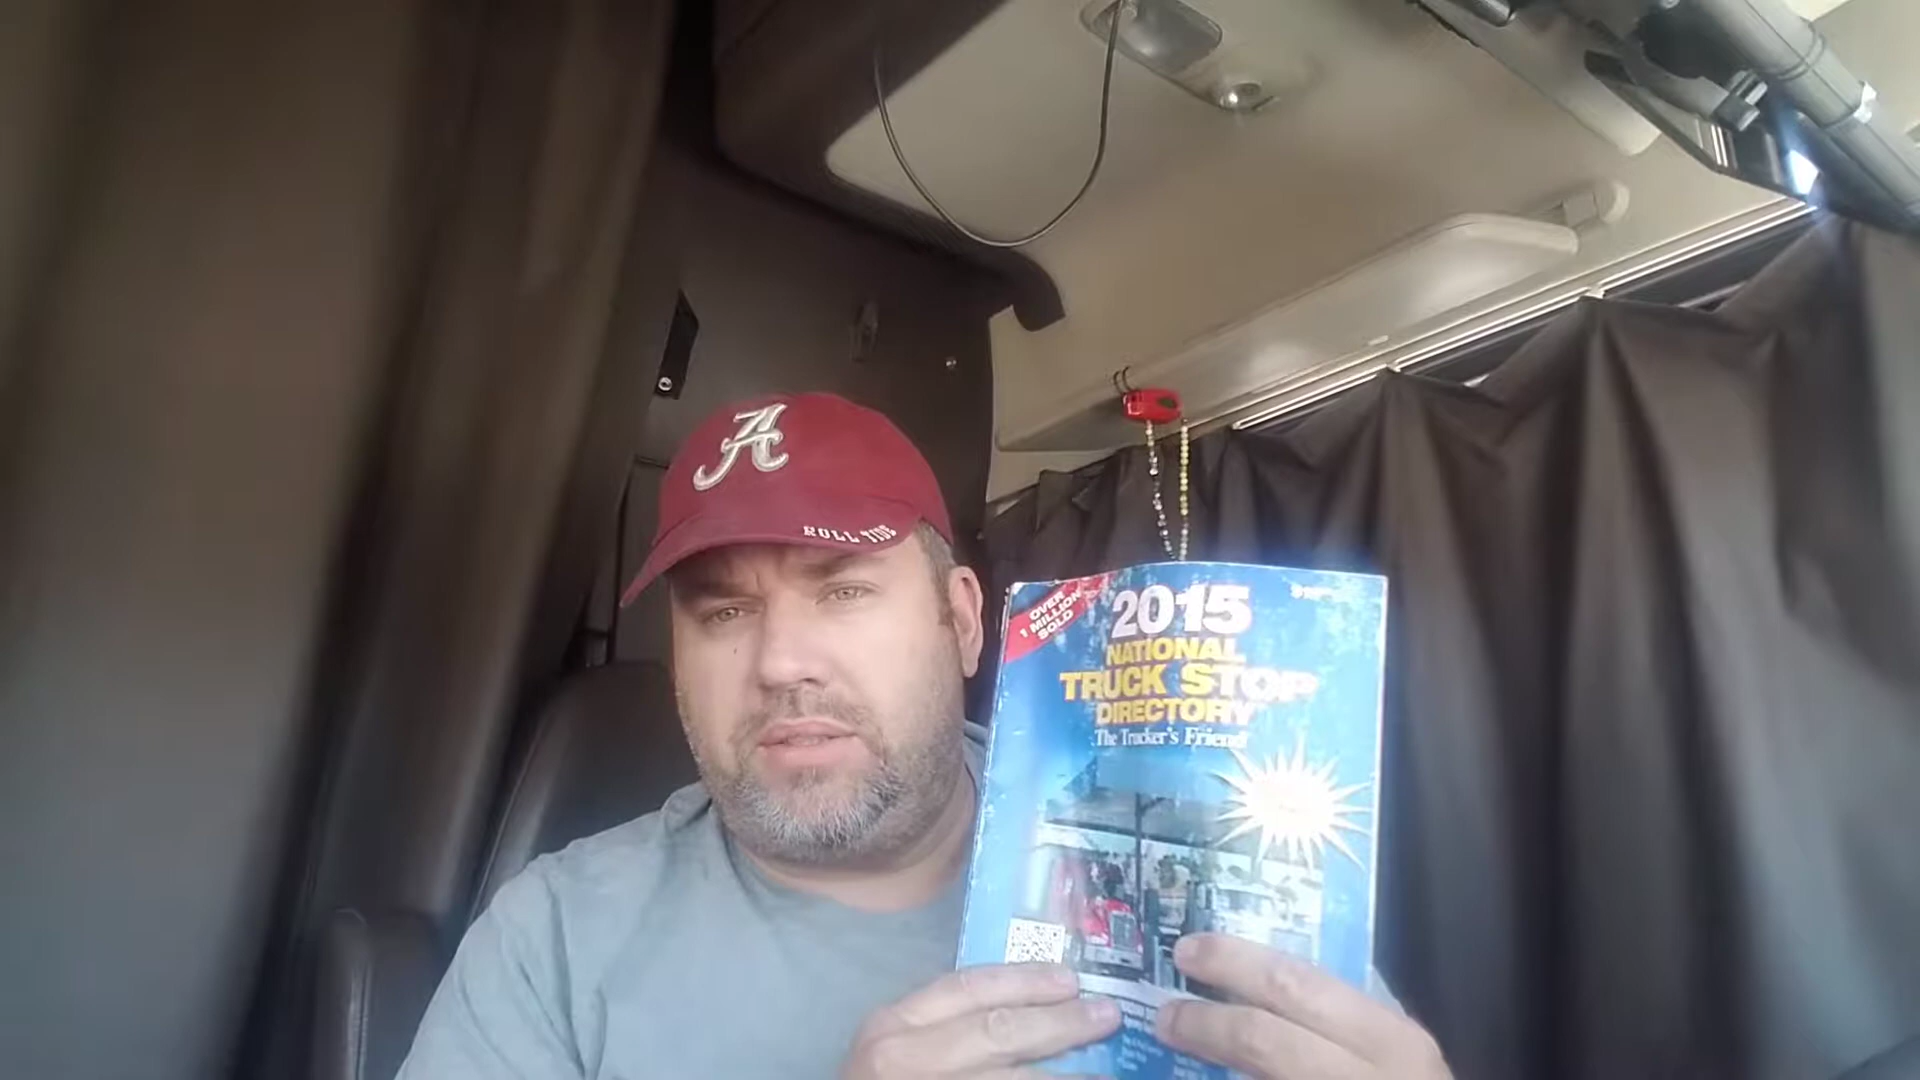 A
ROLL TIDE
OVER
1 MILLION
SOLD
2015
NATIONAL
TRUCK STOP
DIRECTORY
The Trucker's Friend